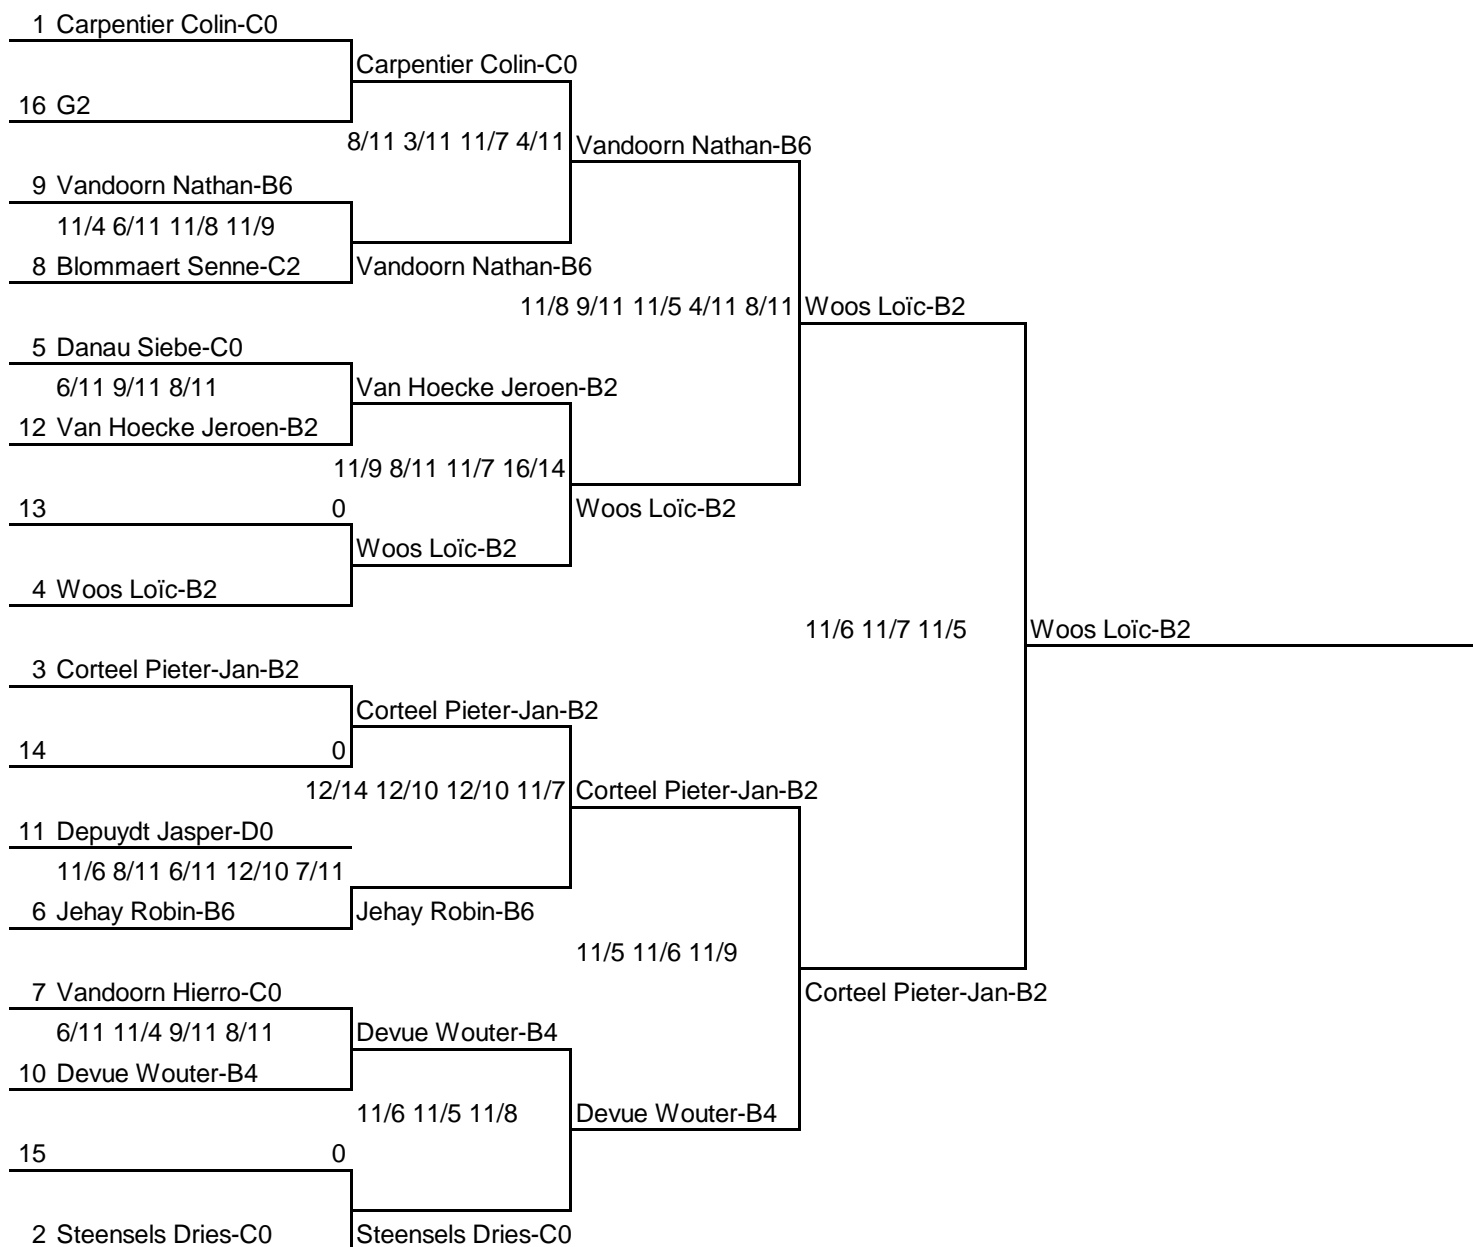 1 Carpentier Colin-C0
Carpentier Colin-C0
16 G2
8/11 3/11 11/7 4/11 Vandoorn Nathan-B6
9 Vandoorn Nathan-B6
11/4 6/11 11/8 11/9
8 Blommaert Senne-C2 Vandoorn Nathan-B6
11/8 9/11 11/5 4/11 8/11 Woos Loïc-B2
5 Danau Siebe-C0
6/11 9/11 8/11 Van Hoecke Jeroen-B2
12 Van Hoecke Jeroen-B2
11/9 8/11 11/7 16/14
13 0 Woos Loïc-B2
Woos Loïc-B2
4 Woos Loïc-B2
11/6 11/7 11/5 Woos Loïc-B2
3 Corteel Pieter-Jan-B2
Corteel Pieter-Jan-B2
14 0
12/14 12/10 12/10 11/7 Corteel Pieter-Jan-B2
11 Depuydt Jasper-D0
11/6 8/11 6/11 12/10 7/11
6 Jehay Robin-B6 Jehay Robin-B6
11/5 11/6 11/9
7 Vandoorn Hierro-C0 Corteel Pieter-Jan-B2
6/11 11/4 9/11 8/11 Devue Wouter-B4
10 Devue Wouter-B4
11/6 11/5 11/8 Devue Wouter-B4
15 0
2 Steensels Dries-C0 Steensels Dries-C0